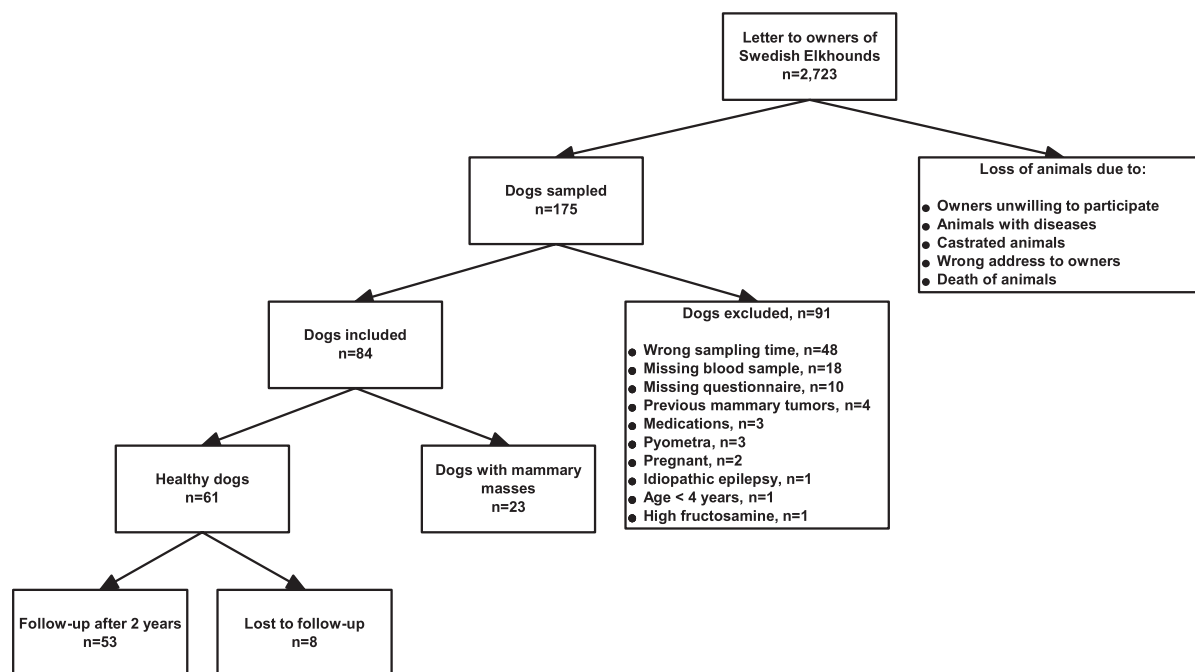 Letter to owners of
Swedish Elkhounds
n=2,723
Dogs sampled
n=175
Loss of animals due to:
● Owners unwilling to participate
● Animals with diseases
● Castrated animals
● Wrong address to owners
● Death of animals
Dogs included
n=84
Dogs excluded, n=91
● Wrong sampling time, n=48
● Missing blood sample, n=18
● Missing questionnaire, n=10
● Previous mammary tumors, n=4
● Medications, n=3
● Pyometra, n=3
● Pregnant, n=2
● Idiopathic epilepsy, n=1
● Age < 4 years, n=1
● High fructosamine, n=1
Healthy dogs
n=61
Dogs with mammary
masses
n=23
Follow-up after 2 years
n=53
Lost to follow-up
n=8